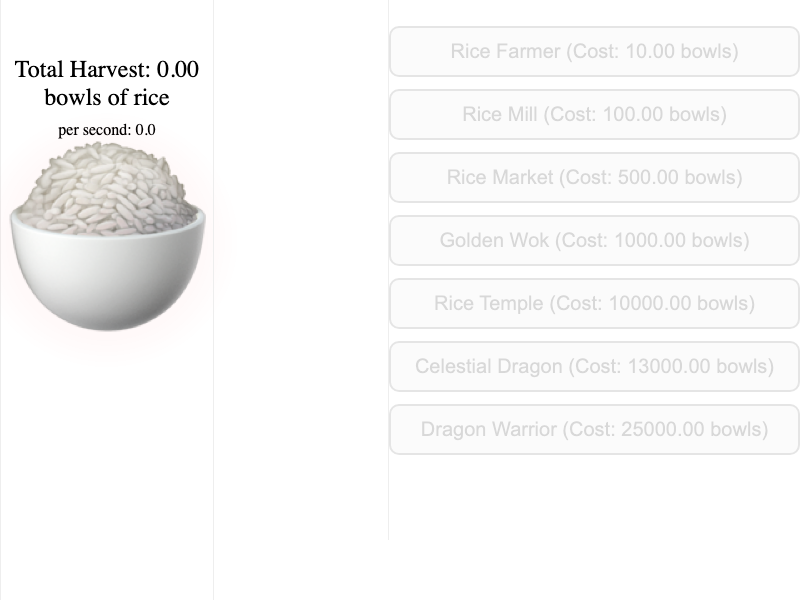 Total Harvest: 0.00
bowls of rice
per second: 0.0
Rice Farmer (Cost: 10.00 bowls)
Rice Mill (Cost: 100.00 bowls)
Rice Market (Cost: 500.00 bowls)
Golden Wok (Cost: 1000.00 bowls)
Rice Temple (Cost: 10000.00 bowls)
Celestial Dragon (Cost: 13000.00 bowls)
Dragon Warrior (Cost: 25000.00 bowls)